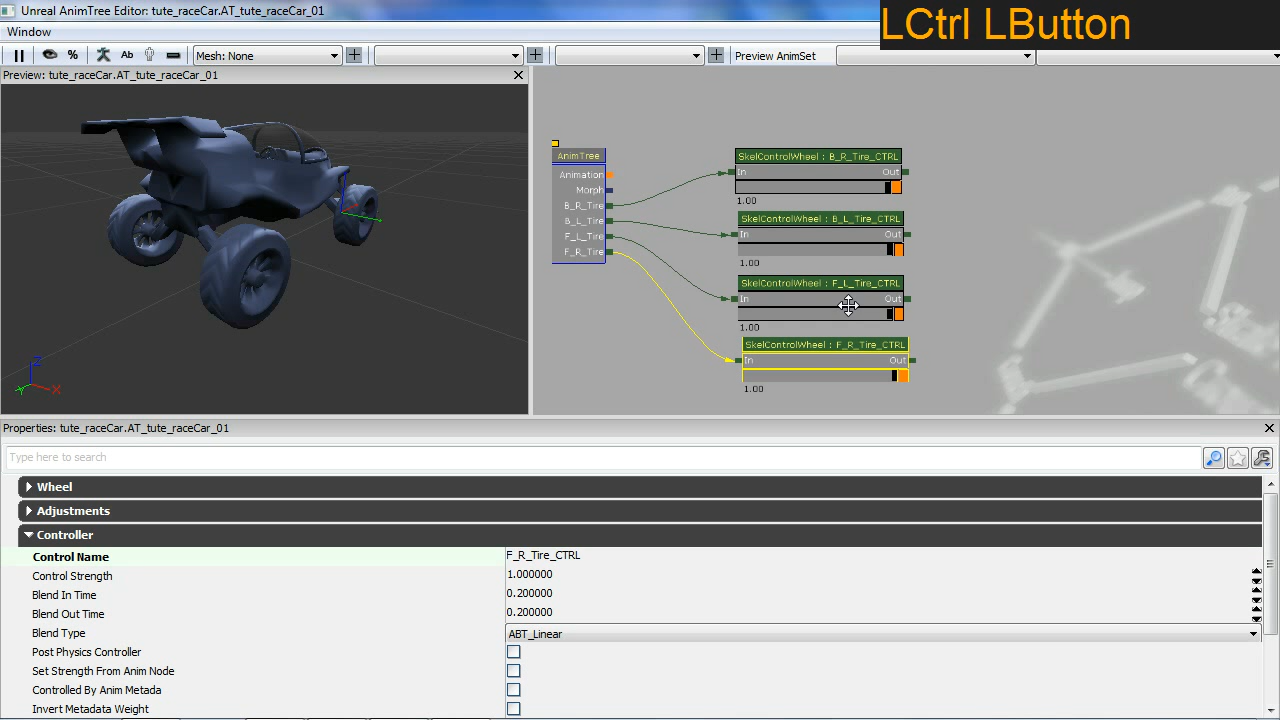 Unreal AnimTree Editor: tute_raceCar.AT_tute_raceCar_01
LCtrl LButton
Window
Ab
Mesh: None
Preview AnimSet
Preview: tute_raceCar.AT_tute_raceCar_01
AnimTree
Animation
Morph
B_R_Tire
B_L_Tire
F_L_Tire
F_R_Tire
SkelControlWheel : B_R_Tire_CTRL
In Out
1.00
SkelControlWheel : B_L_Tire_CTRL
In Out
1.00
SkelControlWheel : F_L_Tire_CTRL
In Out
1.00
SkelControlWheel : F_R_Tire_CTRL
In Out
1.00
Z
Y X
Properties: tute_raceCar.AT_tute_raceCar_01
Type here to search
Wheel
Adjustments
Controller
Control Name F_R_Tire_CTRL
Control Strength 1.000000
Blend In Time 0.200000
Blend Out Time 0.200000
Blend Type ABT_Linear
Post Physics Controller
Set Strength From Anim Node
Controlled By Anim Metada
Invert Metadata Weight